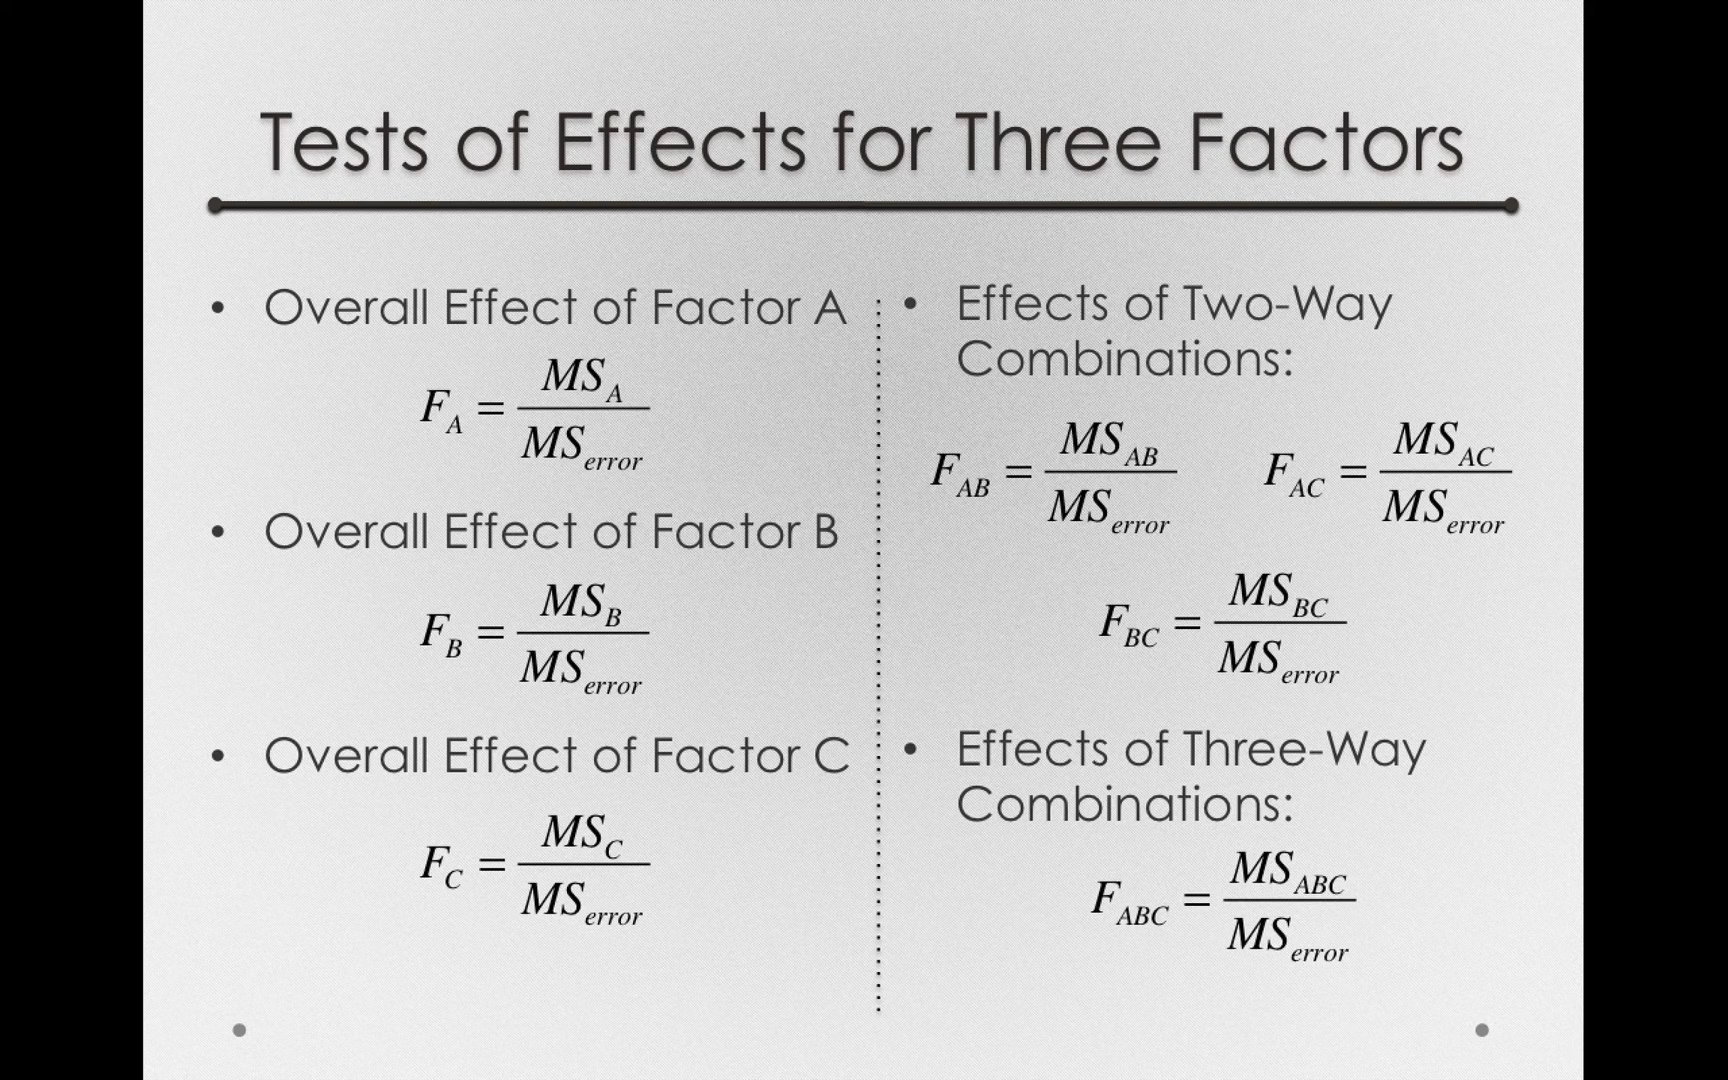 Tests of Effects for Three Factors
• Overall Effect of Factor A
F_A = MS_A / MS_error
• Overall Effect of Factor B
F_B = MS_B / MS_error
• Overall Effect of Factor C
F_C = MS_C / MS_error
• Effects of Two-Way
Combinations:
F_AB = MS_AB / MS_error F_AC = MS_AC / MS_error
F_BC = MS_BC / MS_error
• Effects of Three-Way
Combinations:
F_ABC = MS_ABC / MS_error